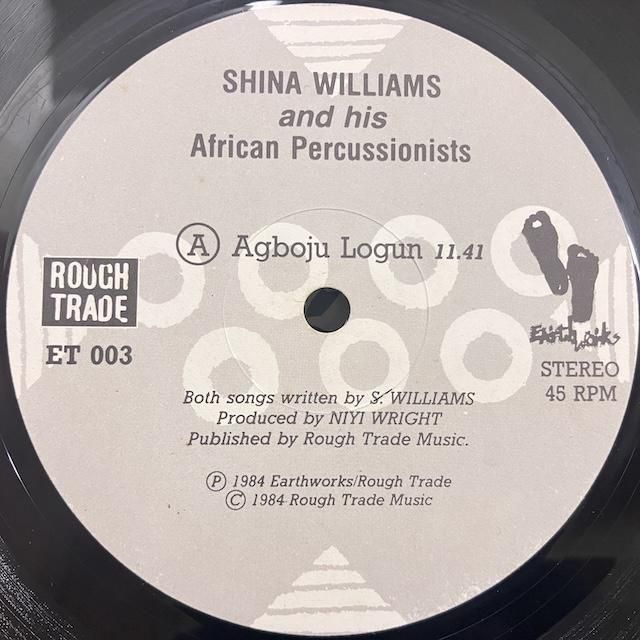 SHINA WILLIAMS
and his
African Percussionists
A Agboju Logun 11.41
ROUGH
TRADE
ET 003
Earthworks
STEREO
45 RPM
Both songs written by S. WILLIAMS
Produced by NIYI WRIGHT
Published by Rough Trade Music.
Ⓟ 1984 Earthworks/Rough Trade
© 1984 Rough Trade Music